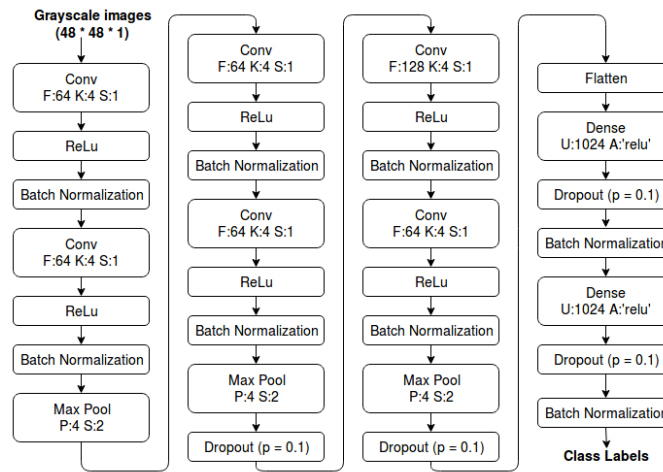 Grayscale images
(48 * 48 * 1)
Conv
F:64 K:4 S:1
ReLu
Batch Normalization
Conv
F:64 K:4 S:1
ReLu
Batch Normalization
Max Pool
P:4 S:2
Conv
F:64 K:4 S:1
ReLu
Batch Normalization
Conv
F:64 K:4 S:1
ReLu
Batch Normalization
Max Pool
P:4 S:2
Dropout (p = 0.1)
Conv
F:128 K:4 S:1
ReLu
Batch Normalization
Conv
F:64 K:4 S:1
ReLu
Batch Normalization
Max Pool
P:4 S:2
Dropout (p = 0.1)
Flatten
Dense
U:1024 A:'relu'
Dropout (p = 0.1)
Batch Normalization
Dense
U:1024 A:'relu'
Dropout (p = 0.1)
Batch Normalization
Class Labels